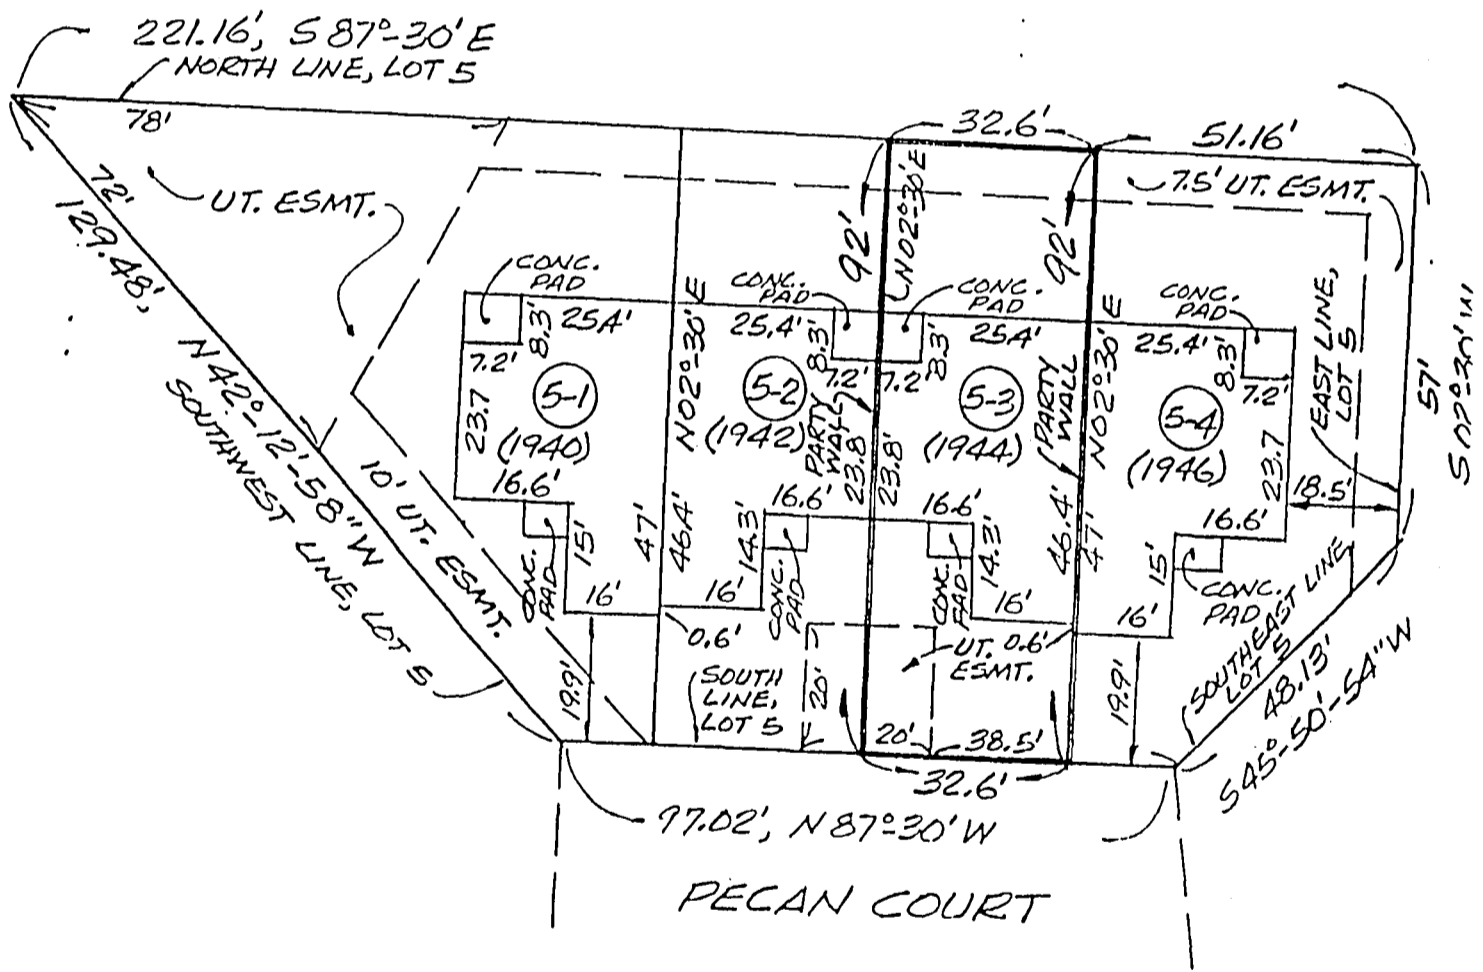 221.16', S 87º-30' E
NORTH LINE, LOT 5
78'
32.6'
51.16'
7.5' UT. ESMT.
UT. ESMT.
72'
129.48',
N 42º-12'-58" W
SOUTHWEST LINE, LOT 5
10' UT. ESMT.
92'
N02º-30'E
92'
CONC.
PAD
CONC.
PAD
CONC.
PAD
CONC.
PAD
25.4'
25.4'
25.4'
25.4'
8.3'
8.3'
8.3'
8.3'
7.2'
7.2'
7.2'
7.2'
5-1
(1940)
5-2
(1942)
5-3
(1944)
5-4
(1946)
23.7
N02º-30' E
PARTY
WALL
23.8'
23.8'
PARTY
WALL
N02º-30' E
23.7
EAST LINE,
LOT 5
57'
S 02º-30' W
18.5'
16.6'
16.6'
16.6'
16.6'
15'
47'
46.4'
14.3'
14.3'
46.4'
47'
15'
CONC.
PAD
CONC.
PAD
CONC.
PAD
CONC.
PAD
16'
16'
16'
16'
0.6'
UT. 0.6'
ESMT.
19.9'
SOUTH
LINE,
LOT 5
20'
20'
38.5'
19.9'
SOUTHEAST LINE
LOT 5
48.13'
S45º-50'-54" W
32.6'
97.02', N 87º30' W
PECAN COURT